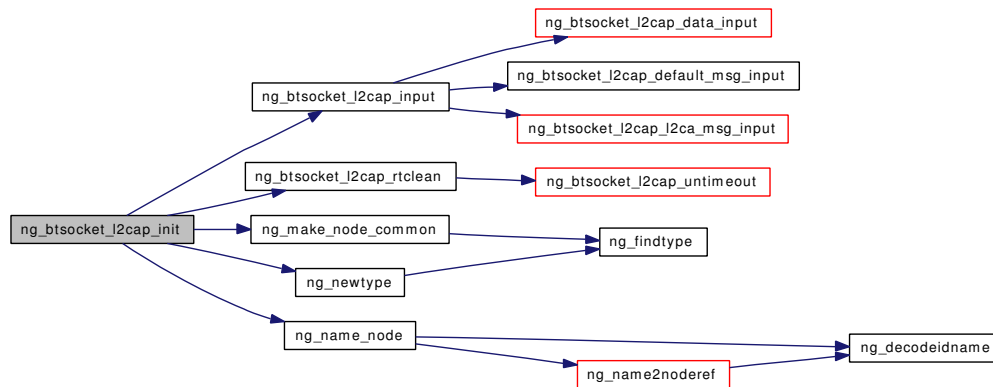 ng_btsocket_l2cap_data_input
ng_btsocket_l2cap_default_msg_input
ng_btsocket_l2cap_input
ng_btsocket_l2cap_l2ca_msg_input
ng_btsocket_l2cap_rtclean
ng_btsocket_l2cap_untimeout
ng_btsocket_l2cap_init
ng_make_node_common
ng_findtype
ng_newtype
ng_name_node
ng_decodeidname
ng_name2noderef